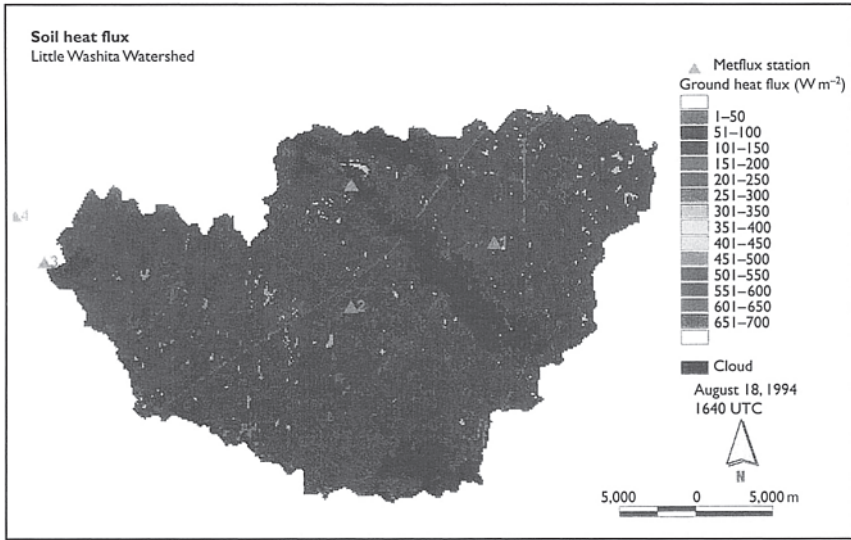 Soil heat flux
Little Washita Watershed
Metflux station
Ground heat flux (W m⁻²)
1–50
51–100
101–150
151–200
201–250
251–300
301–350
351–400
401–450
451–500
501–550
551–600
601–650
651–700
Cloud
August 18, 1994
1640 UTC
N
5,000 0 5,000 m
4
3
1
2